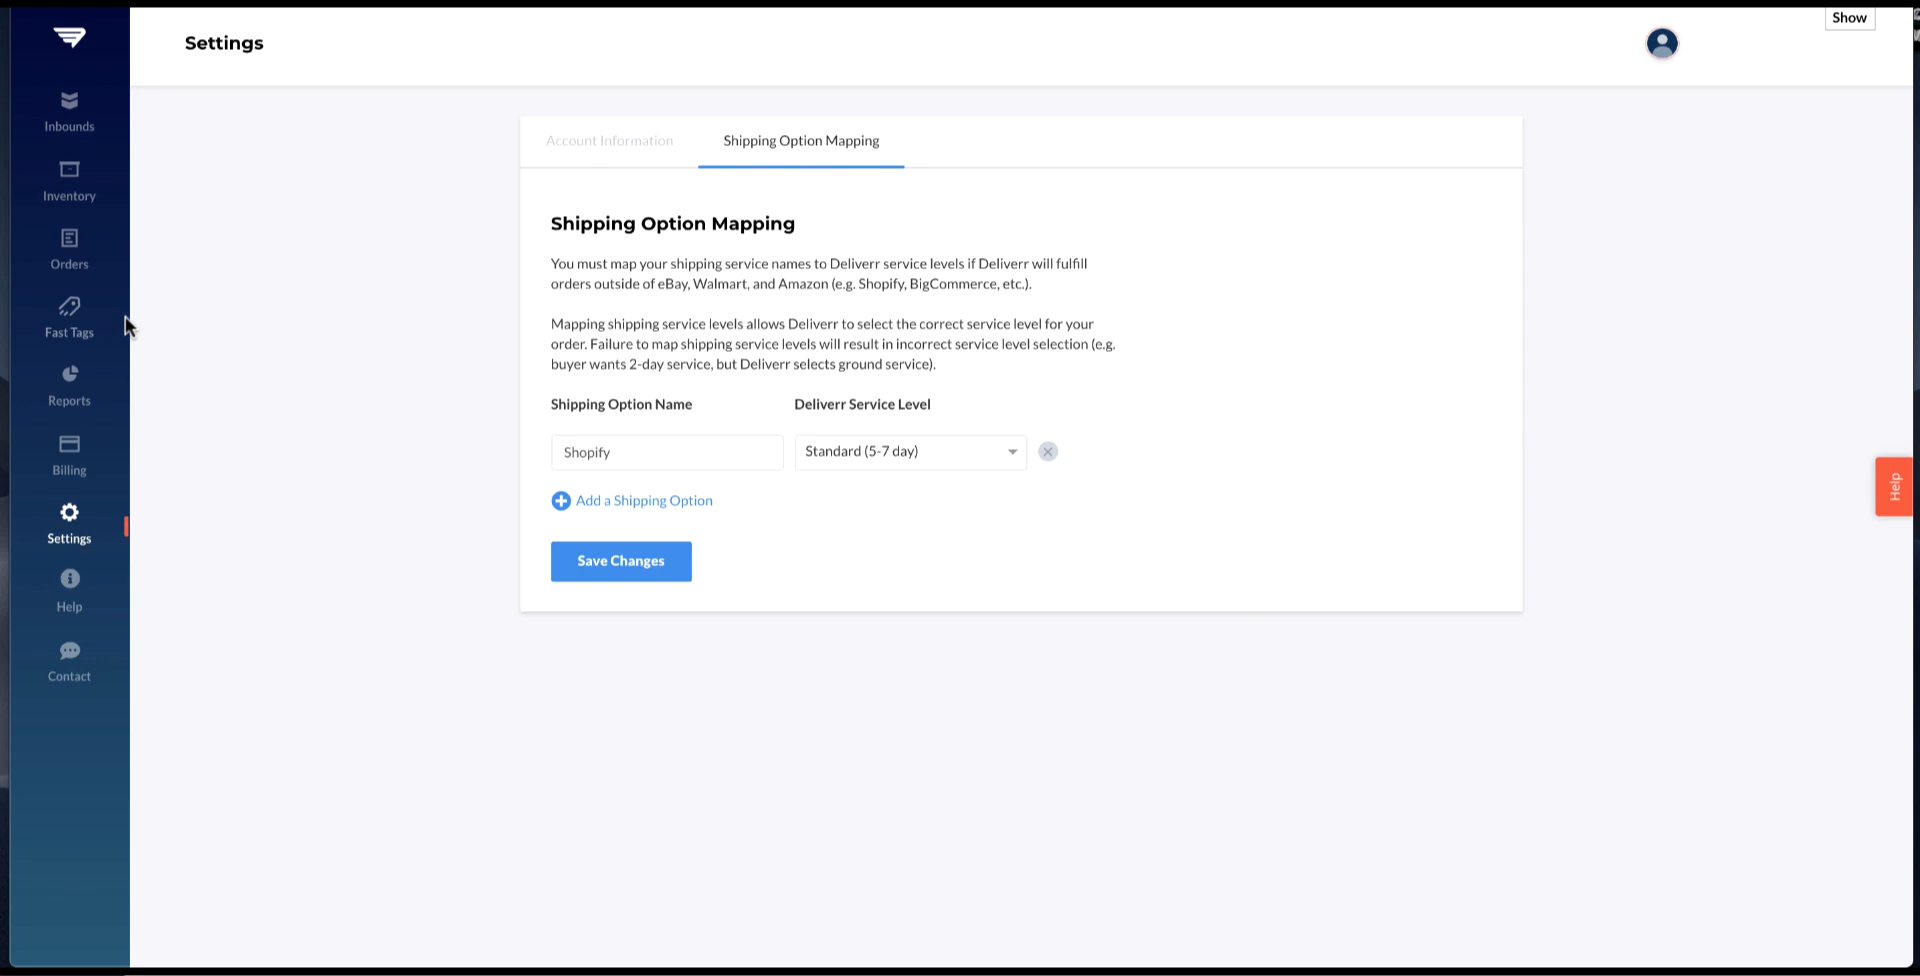 Settings
Show
Inbounds
Inventory
Orders
Fast Tags
Reports
Billing
Settings
Help
Contact
Account Information
Shipping Option Mapping
Shipping Option Mapping
You must map your shipping service names to Deliverr service levels if Deliverr will fulfill
orders outside of eBay, Walmart, and Amazon (e.g. Shopify, BigCommerce, etc.).
Mapping shipping service levels allows Deliverr to select the correct service level for your
order. Failure to map shipping service levels will result in incorrect service level selection (e.g.
buyer wants 2-day service, but Deliverr selects ground service).
Shipping Option Name
Deliverr Service Level
Shopify
Standard (5-7 day)
Add a Shipping Option
Save Changes
Help